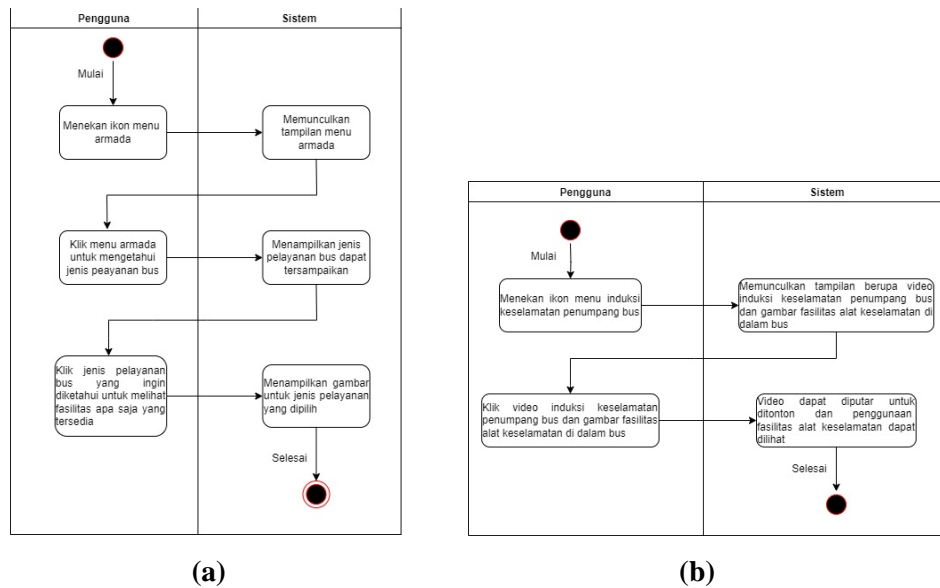 Pengguna
Sistem
Mulai
Menekan ikon menu
armada
Memunculkan
tampilan menu
armada
Klik menu armada
untuk mengetahui
jenis peayanan bus
Menampilkan jenis
pelayanan bus dapat
tersampaikan
Klik jenis pelayanan
bus yang ingin
diketahui untuk melihat
fasilitas apa saja yang
tersedia
Menampilkan gambar
untuk jenis pelayanan
yang dipilih
Selesai
(a)
Pengguna
Sistem
Mulai
Menekan ikon menu induksi
keselamatan penumpang bus
Memunculkan tampilan berupa video
induksi keselamatan penumpang bus
dan gambar fasilitas alat keselamatan di
dalam bus
Klik video induksi keselamatan
penumpang bus dan gambar fasilitas
alat keselamatan di dalam bus
Video dapat diputar untuk
ditonton dan penggunaan
fasilitas alat keselamatan dapat
dilihat
Selesai
(b)